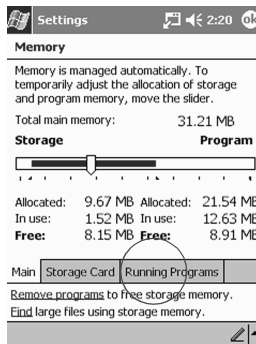 Settings 2:20 ok
Memory
Memory is managed automatically. To
temporarily adjust the allocation of storage
and program memory, move the slider.
Total main memory: 31.21 MB
Storage Program
Allocated: 9.67 MB Allocated: 21.54 MB
In use: 1.52 MB In use: 12.63 MB
Free: 8.15 MB Free: 8.91 MB
Main Storage Card Running Programs
Remove programs to free storage memory.
Find large files using storage memory.